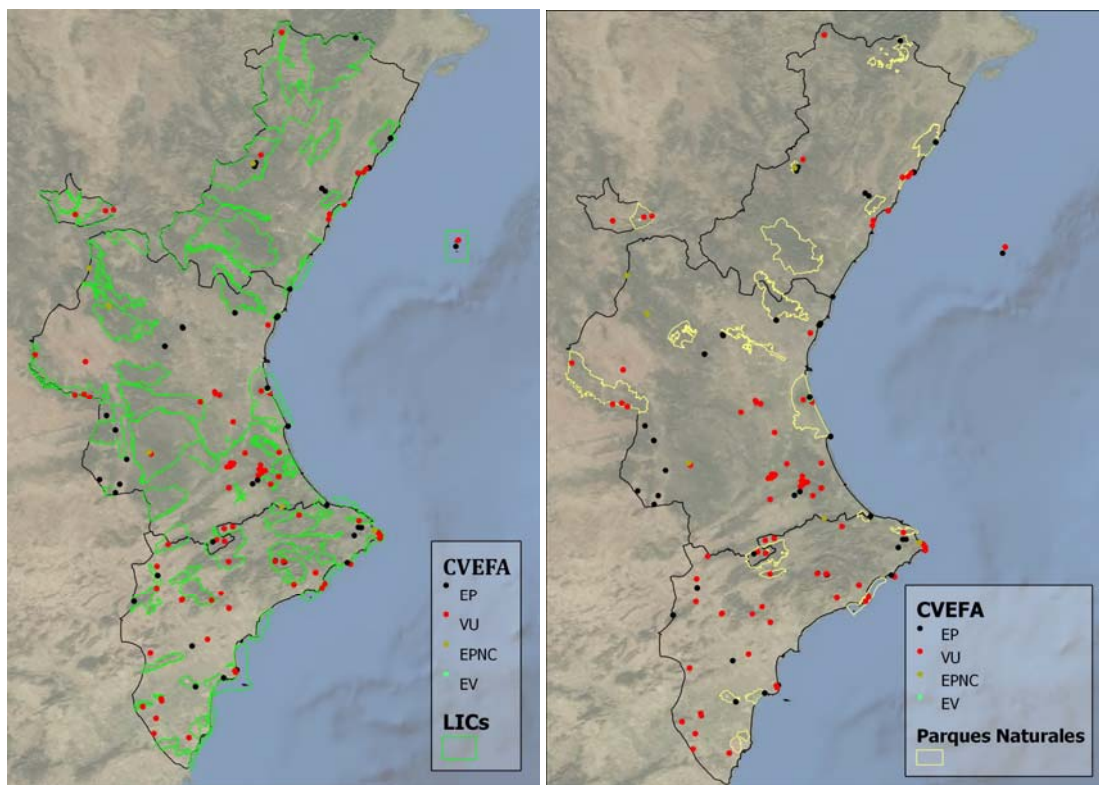 CVEFA
EP
VU
EPNC
EV
LICs
CVEFA
EP
VU
EPNC
EV
Parques Naturales